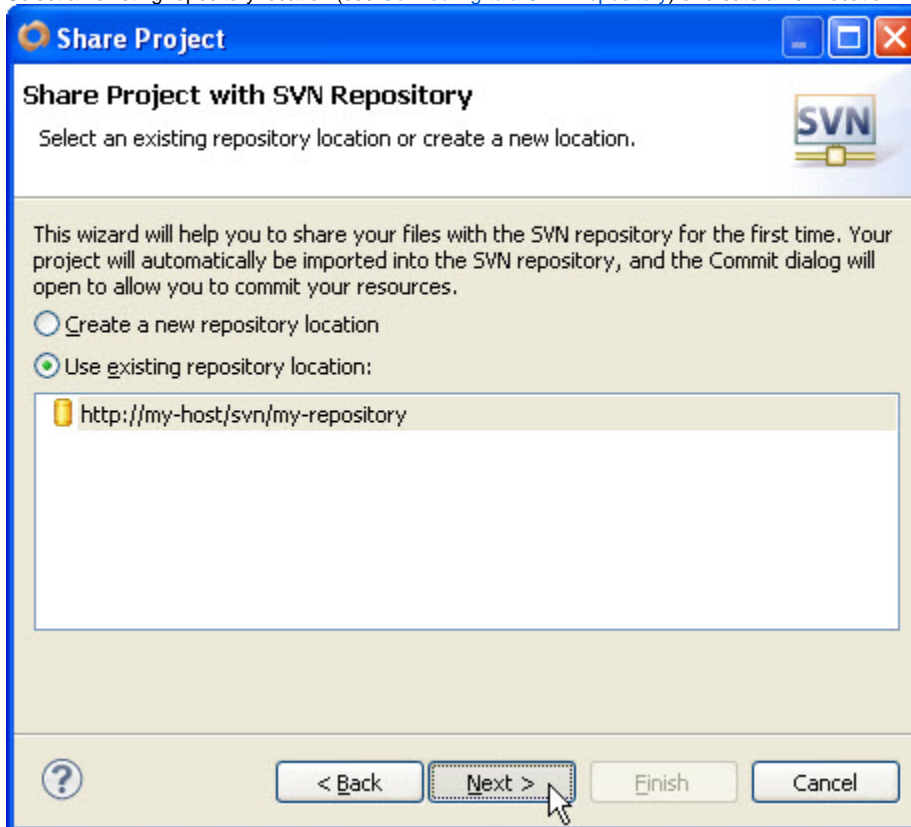 Share Project
Share Project with SVN Repository
Select an existing repository location or create a new location.
SVN
This wizard will help you to share your files with the SVN repository for the first time. Your
project will automatically be imported into the SVN repository, and the Commit dialog will
open to allow you to commit your resources.
Create a new repository location
Use existing repository location:
http://my-host/svn/my-repository
?
< Back
Next >
Finish
Cancel